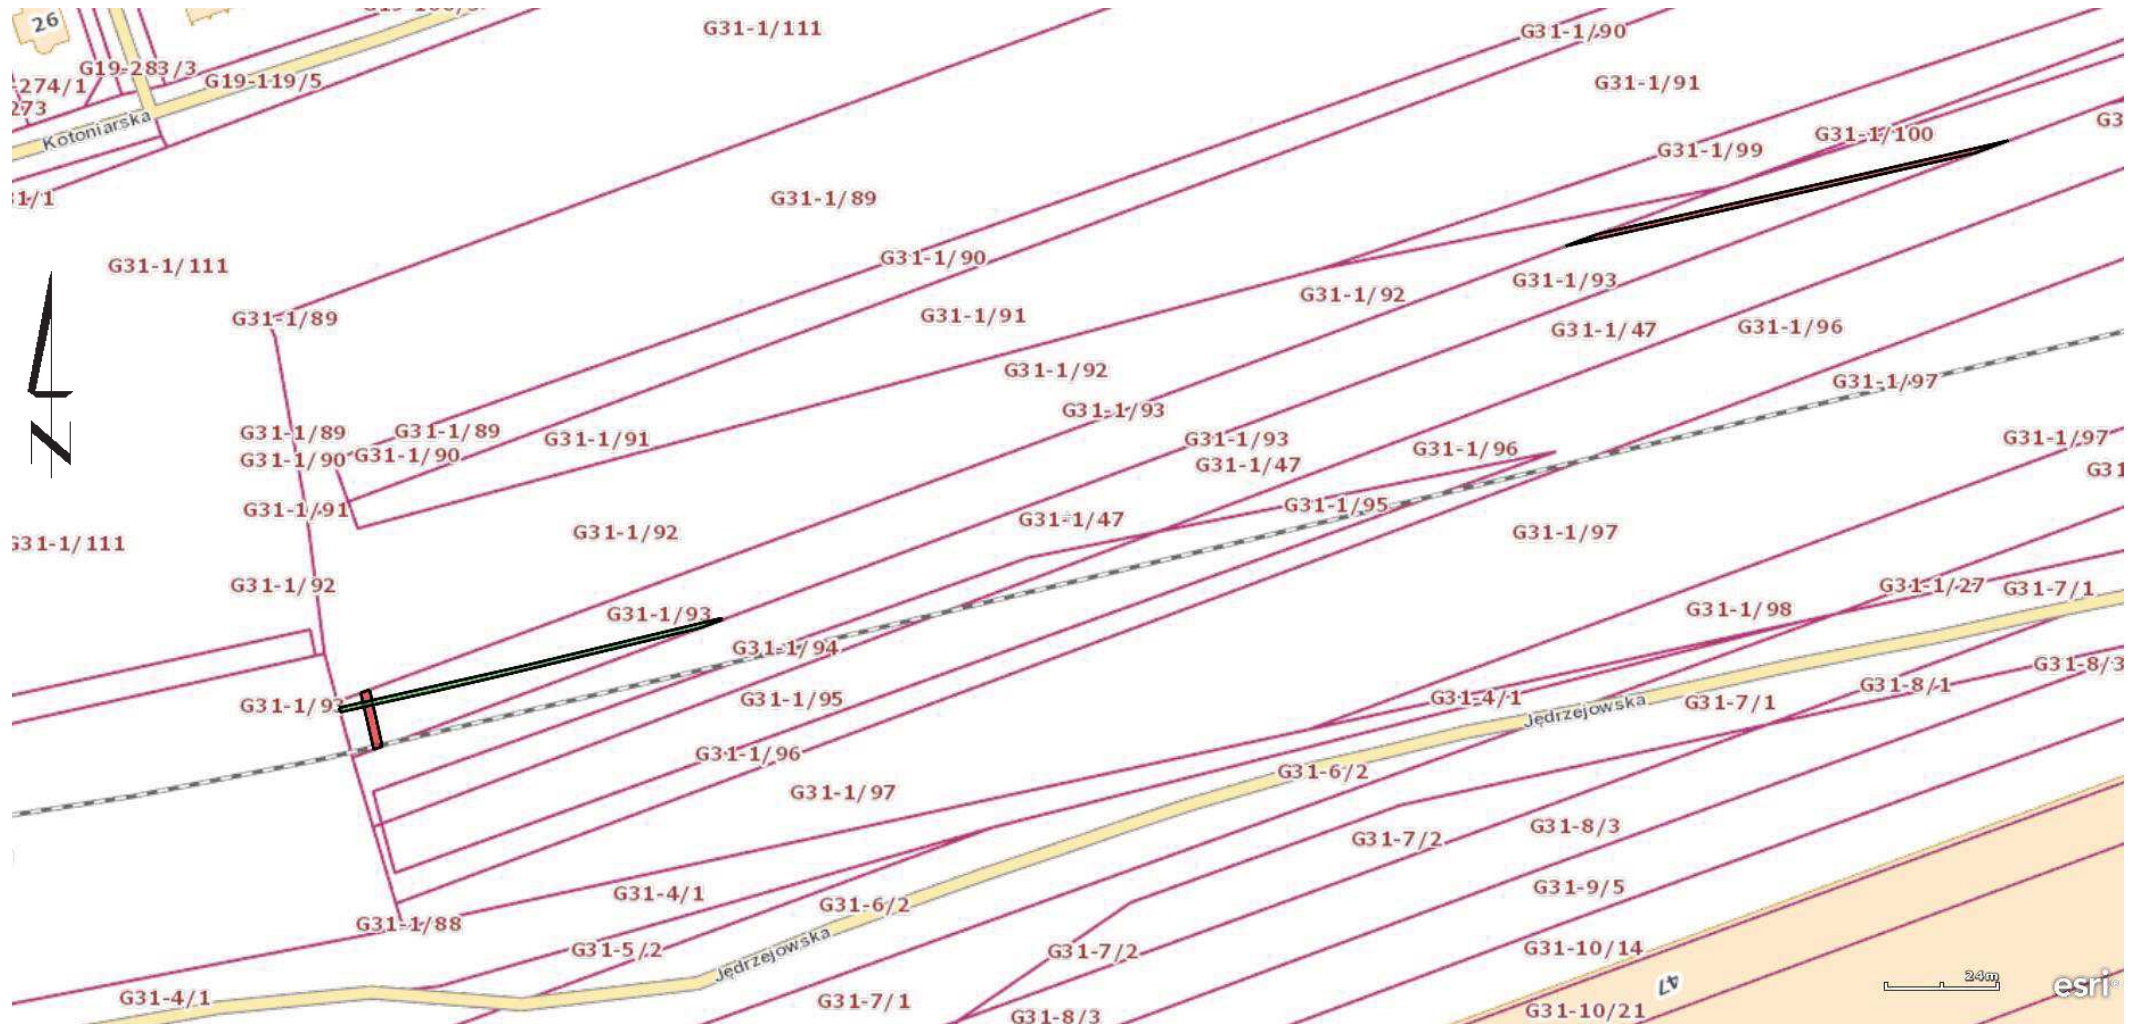 26
G31-1/111
G31-1/90
G19-283/3
G19-119/5
274/1
273
G31-1/91
Kotoniarska
G31-1/100
G3
G31-1/99
31/1
G31-1/89
G31-1/111
G31-1/90
G31-1/93
G31-1/92
G31-1/89
G31-1/91
G31-1/47
G31-1/96
G31-1/92
G31-1/97
G31-1/93
G31-1/89
G31-1/89
G31-1/91
G31-1/93
G31-1/97
G31-1/90
G31-1/90
G31-1/96
G31-1/47
G31
G31-1/91
G31-1/95
G31-1/47
G31-1/92
G31-1/97
G31-1/111
G31-1/92
G31-1/27
G31-7/1
G31-1/93
G31-1/98
G31-1/94
G31-8/3
G31-8/1
G31-1/95
G31-4/1
G31-7/1
G31-1/93
Jędrzejowska
G31-1/96
G31-6/2
G31-1/97
G31-8/3
G31-7/2
G31-9/5
G31-4/1
G31-6/2
G31-1/88
Jędrzejowska
G31-5/2
G31-7/2
G31-10/14
24m
47
esri
G31-4/1
G31-7/1
G31-10/21
G31-8/3
N